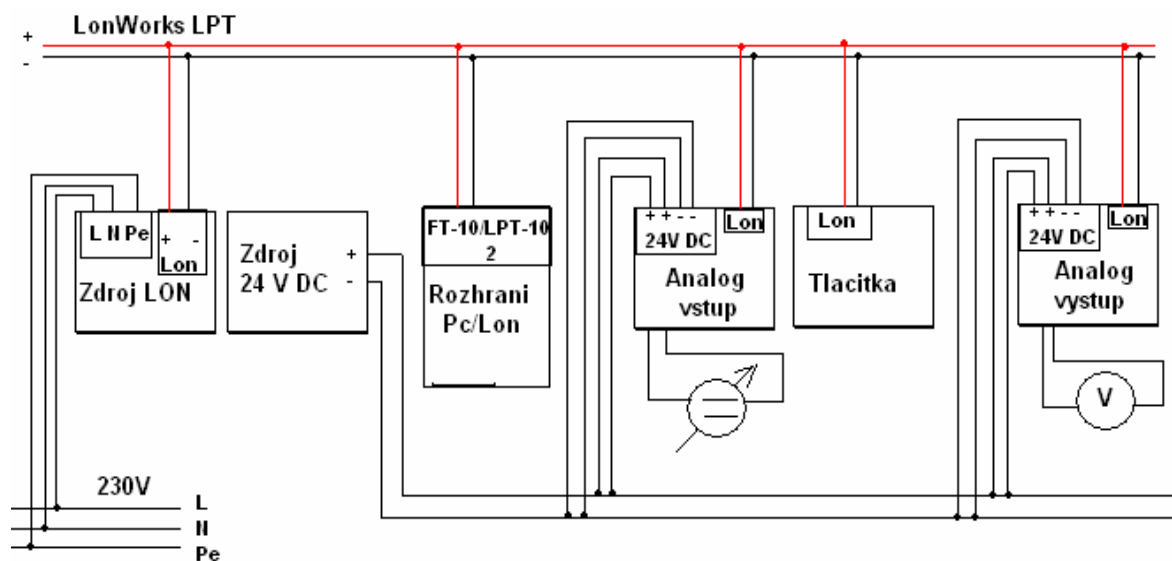 LonWorks LPT
+
-
L N Pe
+ -
Lon
Zdroj LON
Zdroj
24 V DC
+
-
FT-10/LPT-10
2
Rozhrani
Pc/Lon
+ + - -
24V DC
Lon
Analog
vstup
Lon
Tlacitka
+ + - -
24V DC
Lon
Analog
vystup
V
230V
L
N
Pe